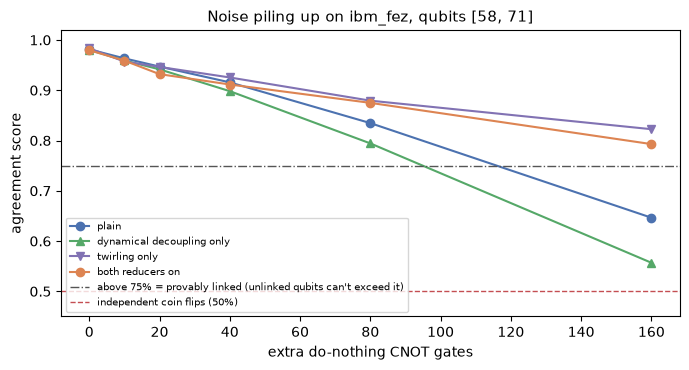 Noise piling up on ibm_fez, qubits [58, 71]
agreement score
1.0
0.9
0.8
0.7
0.6
0.5
plain
dynamical decoupling only
twirling only
both reducers on
above 75% = provably linked (unlinked qubits can't exceed it)
independent coin flips (50%)
0 20 40 60 80 100 120 140 160
extra do-nothing CNOT gates